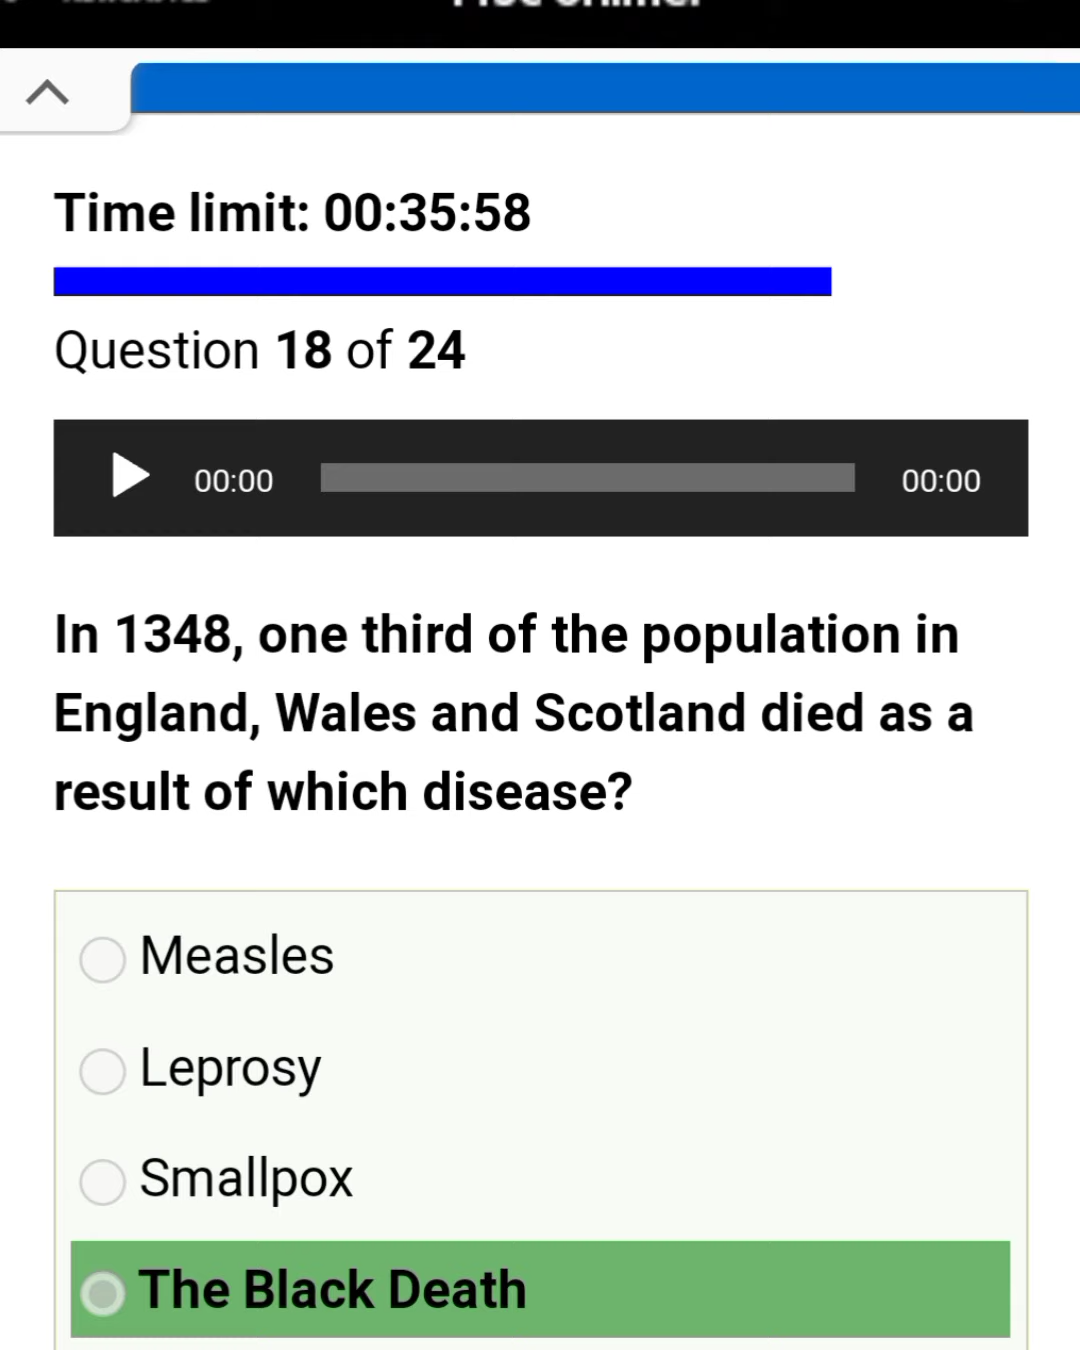 Time limit: 00:35:58
Question 18 of 24
00:00 00:00
In 1348, one third of the population in
England, Wales and Scotland died as a
result of which disease?
Measles
Leprosy
Smallpox
The Black Death